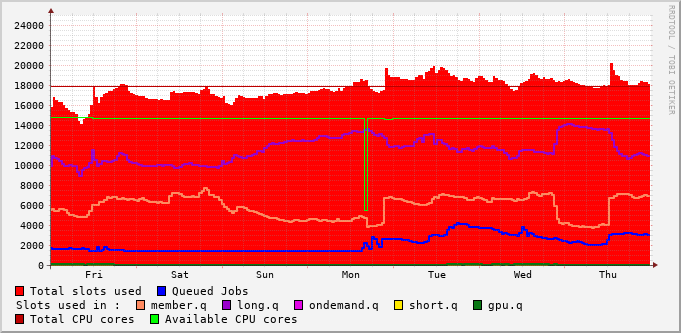 RRDTOOL / TOBI OETIKER
24000
22000
20000
18000
16000
14000
12000
10000
8000
6000
4000
2000
0
Fri Sat Sun Mon Tue Wed Thu
Total slots used Queued Jobs
Slots used in : member.q long.q ondemand.q short.q gpu.q
Total CPU cores Available CPU cores